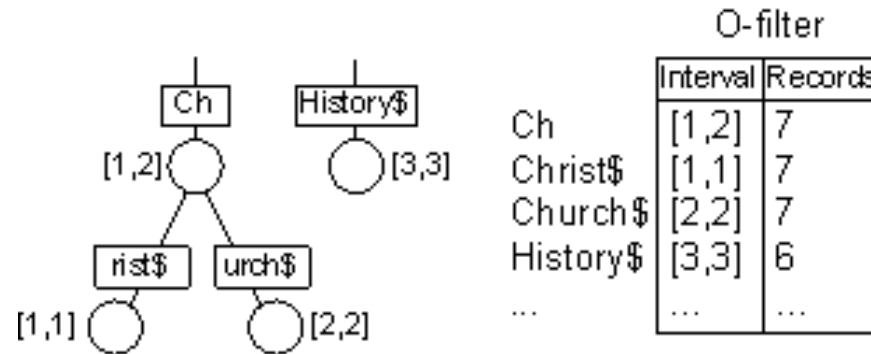 O-filter
Interval Records
Ch History$
[1,2] [3,3]
rist$ urch$
[1,1] [2,2]
Ch [1,2] 7
Christ$ [1,1] 7
Church$ [2,2] 7
History$ [3,3] 6
... ... ...